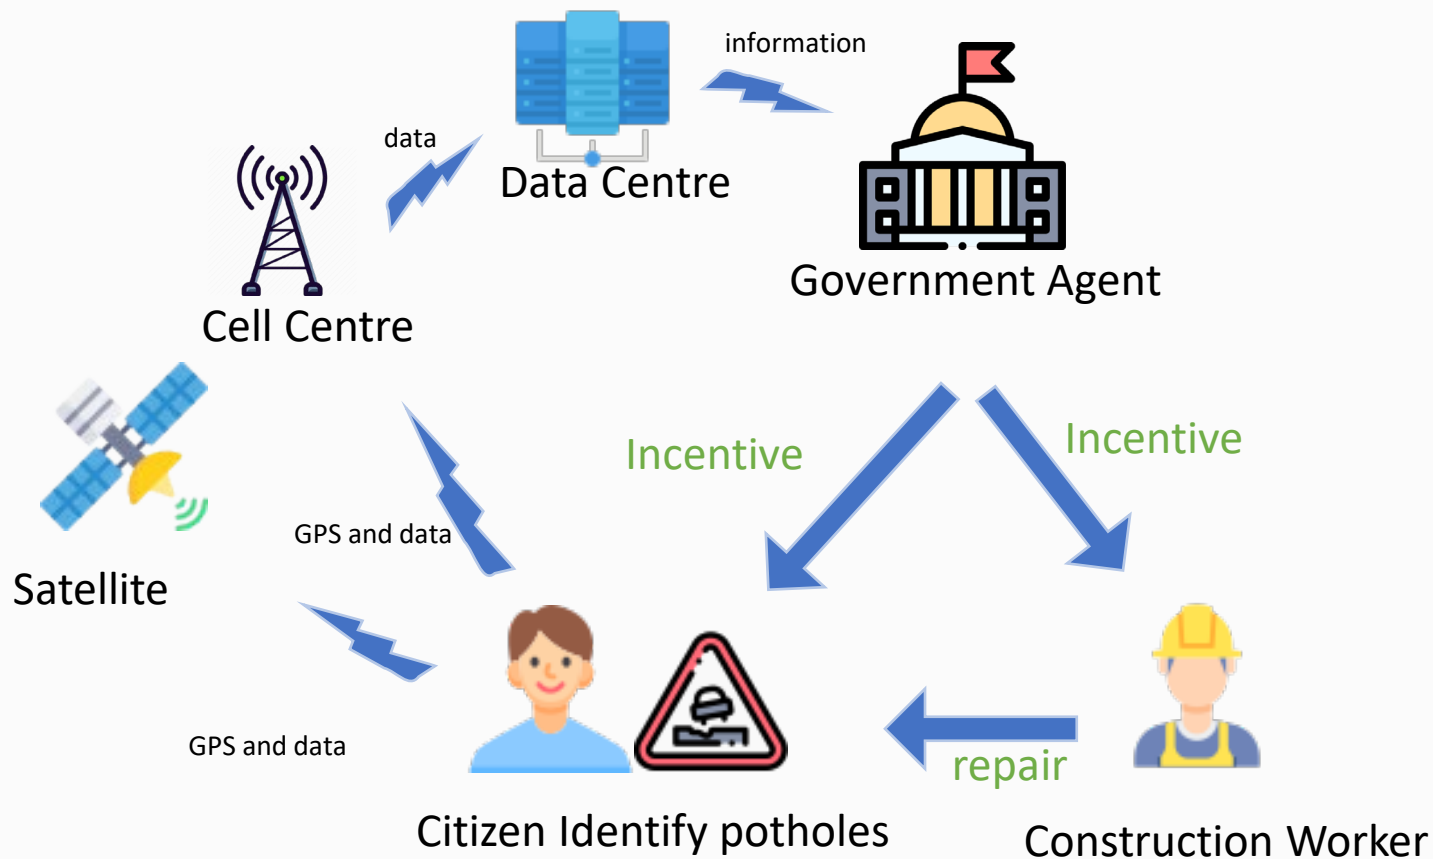 information
data
Data Centre
Government Agent
Cell Centre
Incentive
Incentive
GPS and data
Satellite
GPS and data
repair
Citizen Identify potholes
Construction Worker